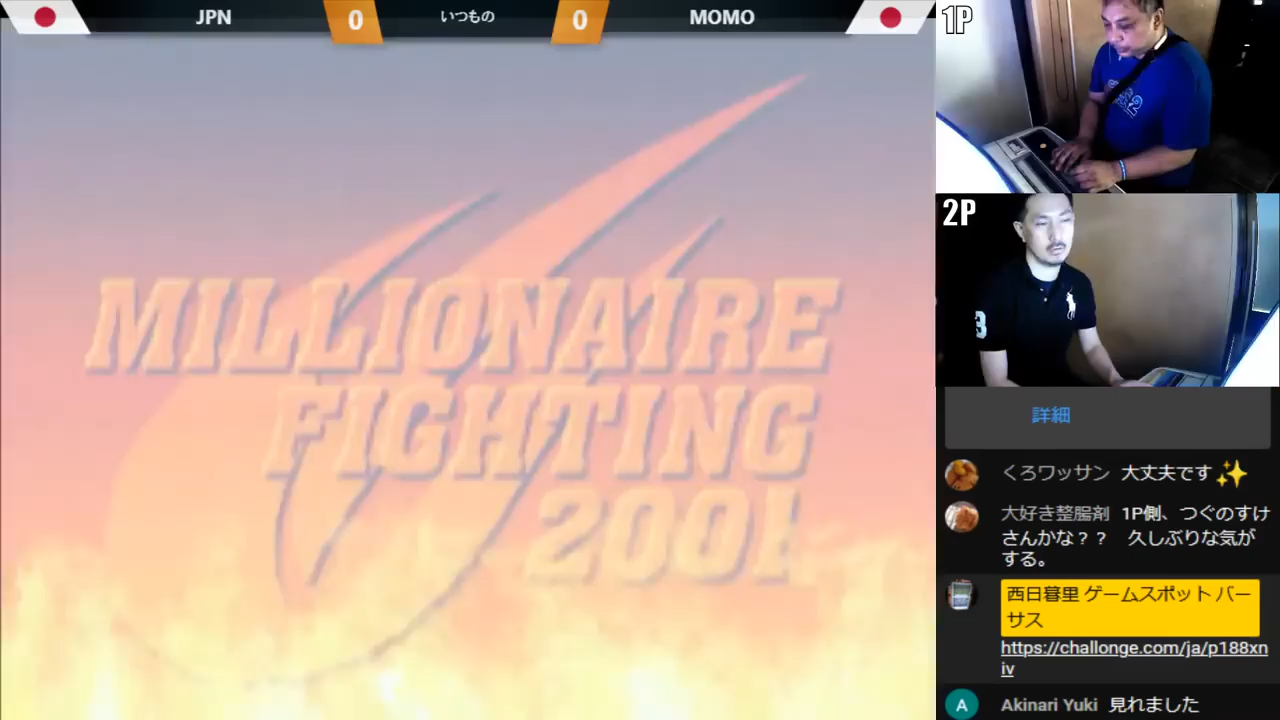 JPN
0
いつもの
0
MOMO
MILLIONAIRE
FIGHTING
2001
1P
2P
3
詳細
くろワッサン 大丈夫です✨
大好き整腸剤 1P側、つぐのすけ
さんかな？？ 久しぶりな気が
する。
西日暮里 ゲームスポット バー
サス
https://challonge.com/ja/p188xn
iv
A
Akinari Yuki 見れました